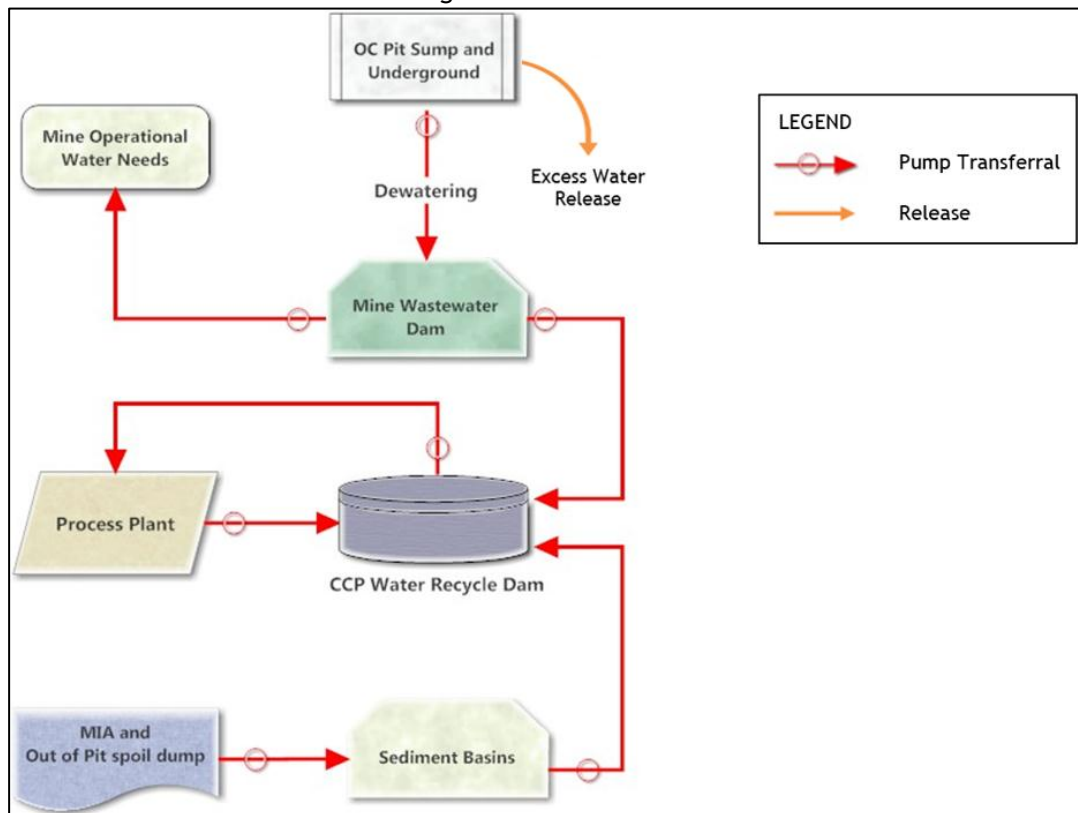 OC Pit Sump and
Underground
Mine Operational
Water Needs
Dewatering
Excess Water
Release
LEGEND
Pump Transferral
Release
Mine Wastewater
Dam
Process Plant
CCP Water Recycle Dam
MIA and
Out of Pit spoil dump
Sediment Basins